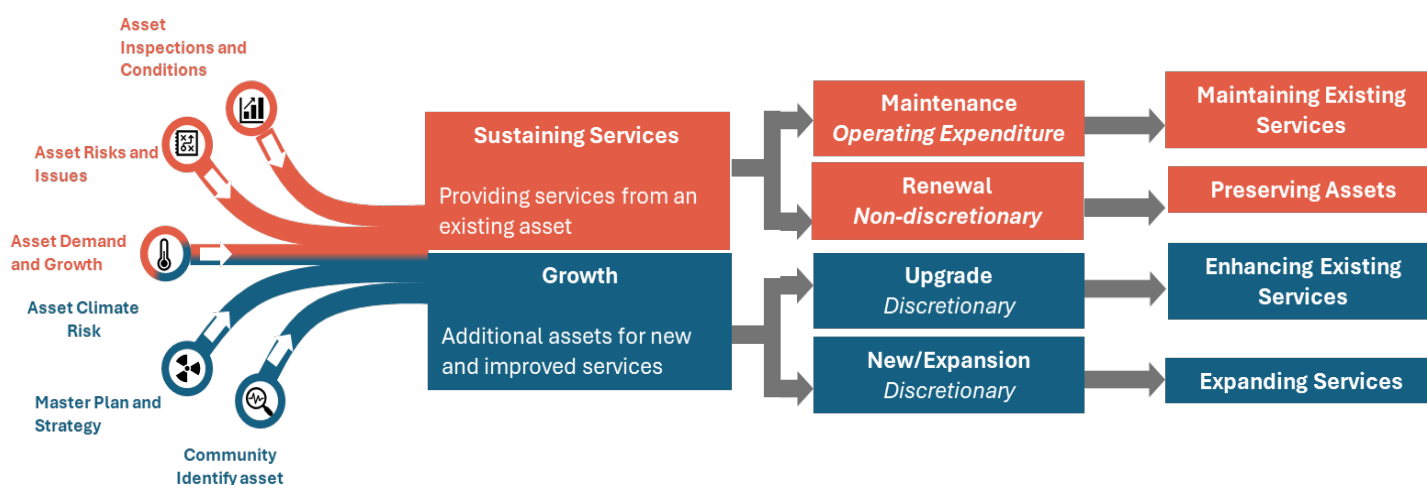 Asset
Inspections and
Conditions
Asset Risks and
Issues
Asset Demand
and Growth
Asset Climate
Risk
Master Plan and
Strategy
Community
Identify asset
Sustaining Services
Providing services from an
existing asset
Growth
Additional assets for new
and improved services
Maintenance
Operating Expenditure
Renewal
Non-discretionary
Upgrade
Discretionary
New/Expansion
Discretionary
Maintaining Existing
Services
Preserving Assets
Enhancing Existing
Services
Expanding Services